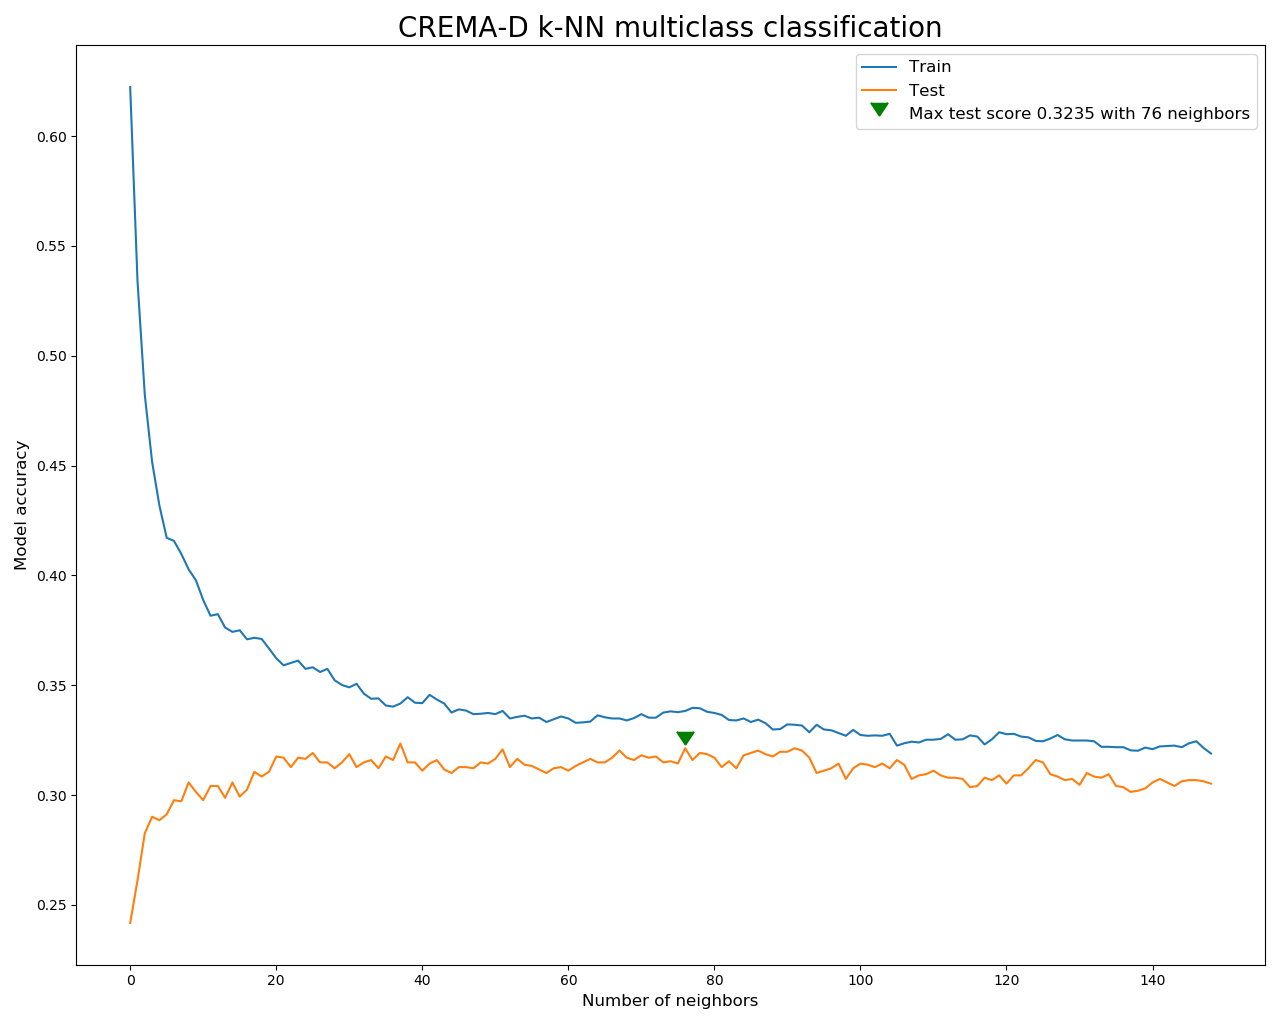 CREMA-D k-NN multiclass classification
Train
Test
Max test score 0.3235 with 76 neighbors
0.60
0.55
0.50
0.45
0.40
0.35
0.30
0.25
Model accuracy
0 20 40 60 80 100 120 140
Number of neighbors